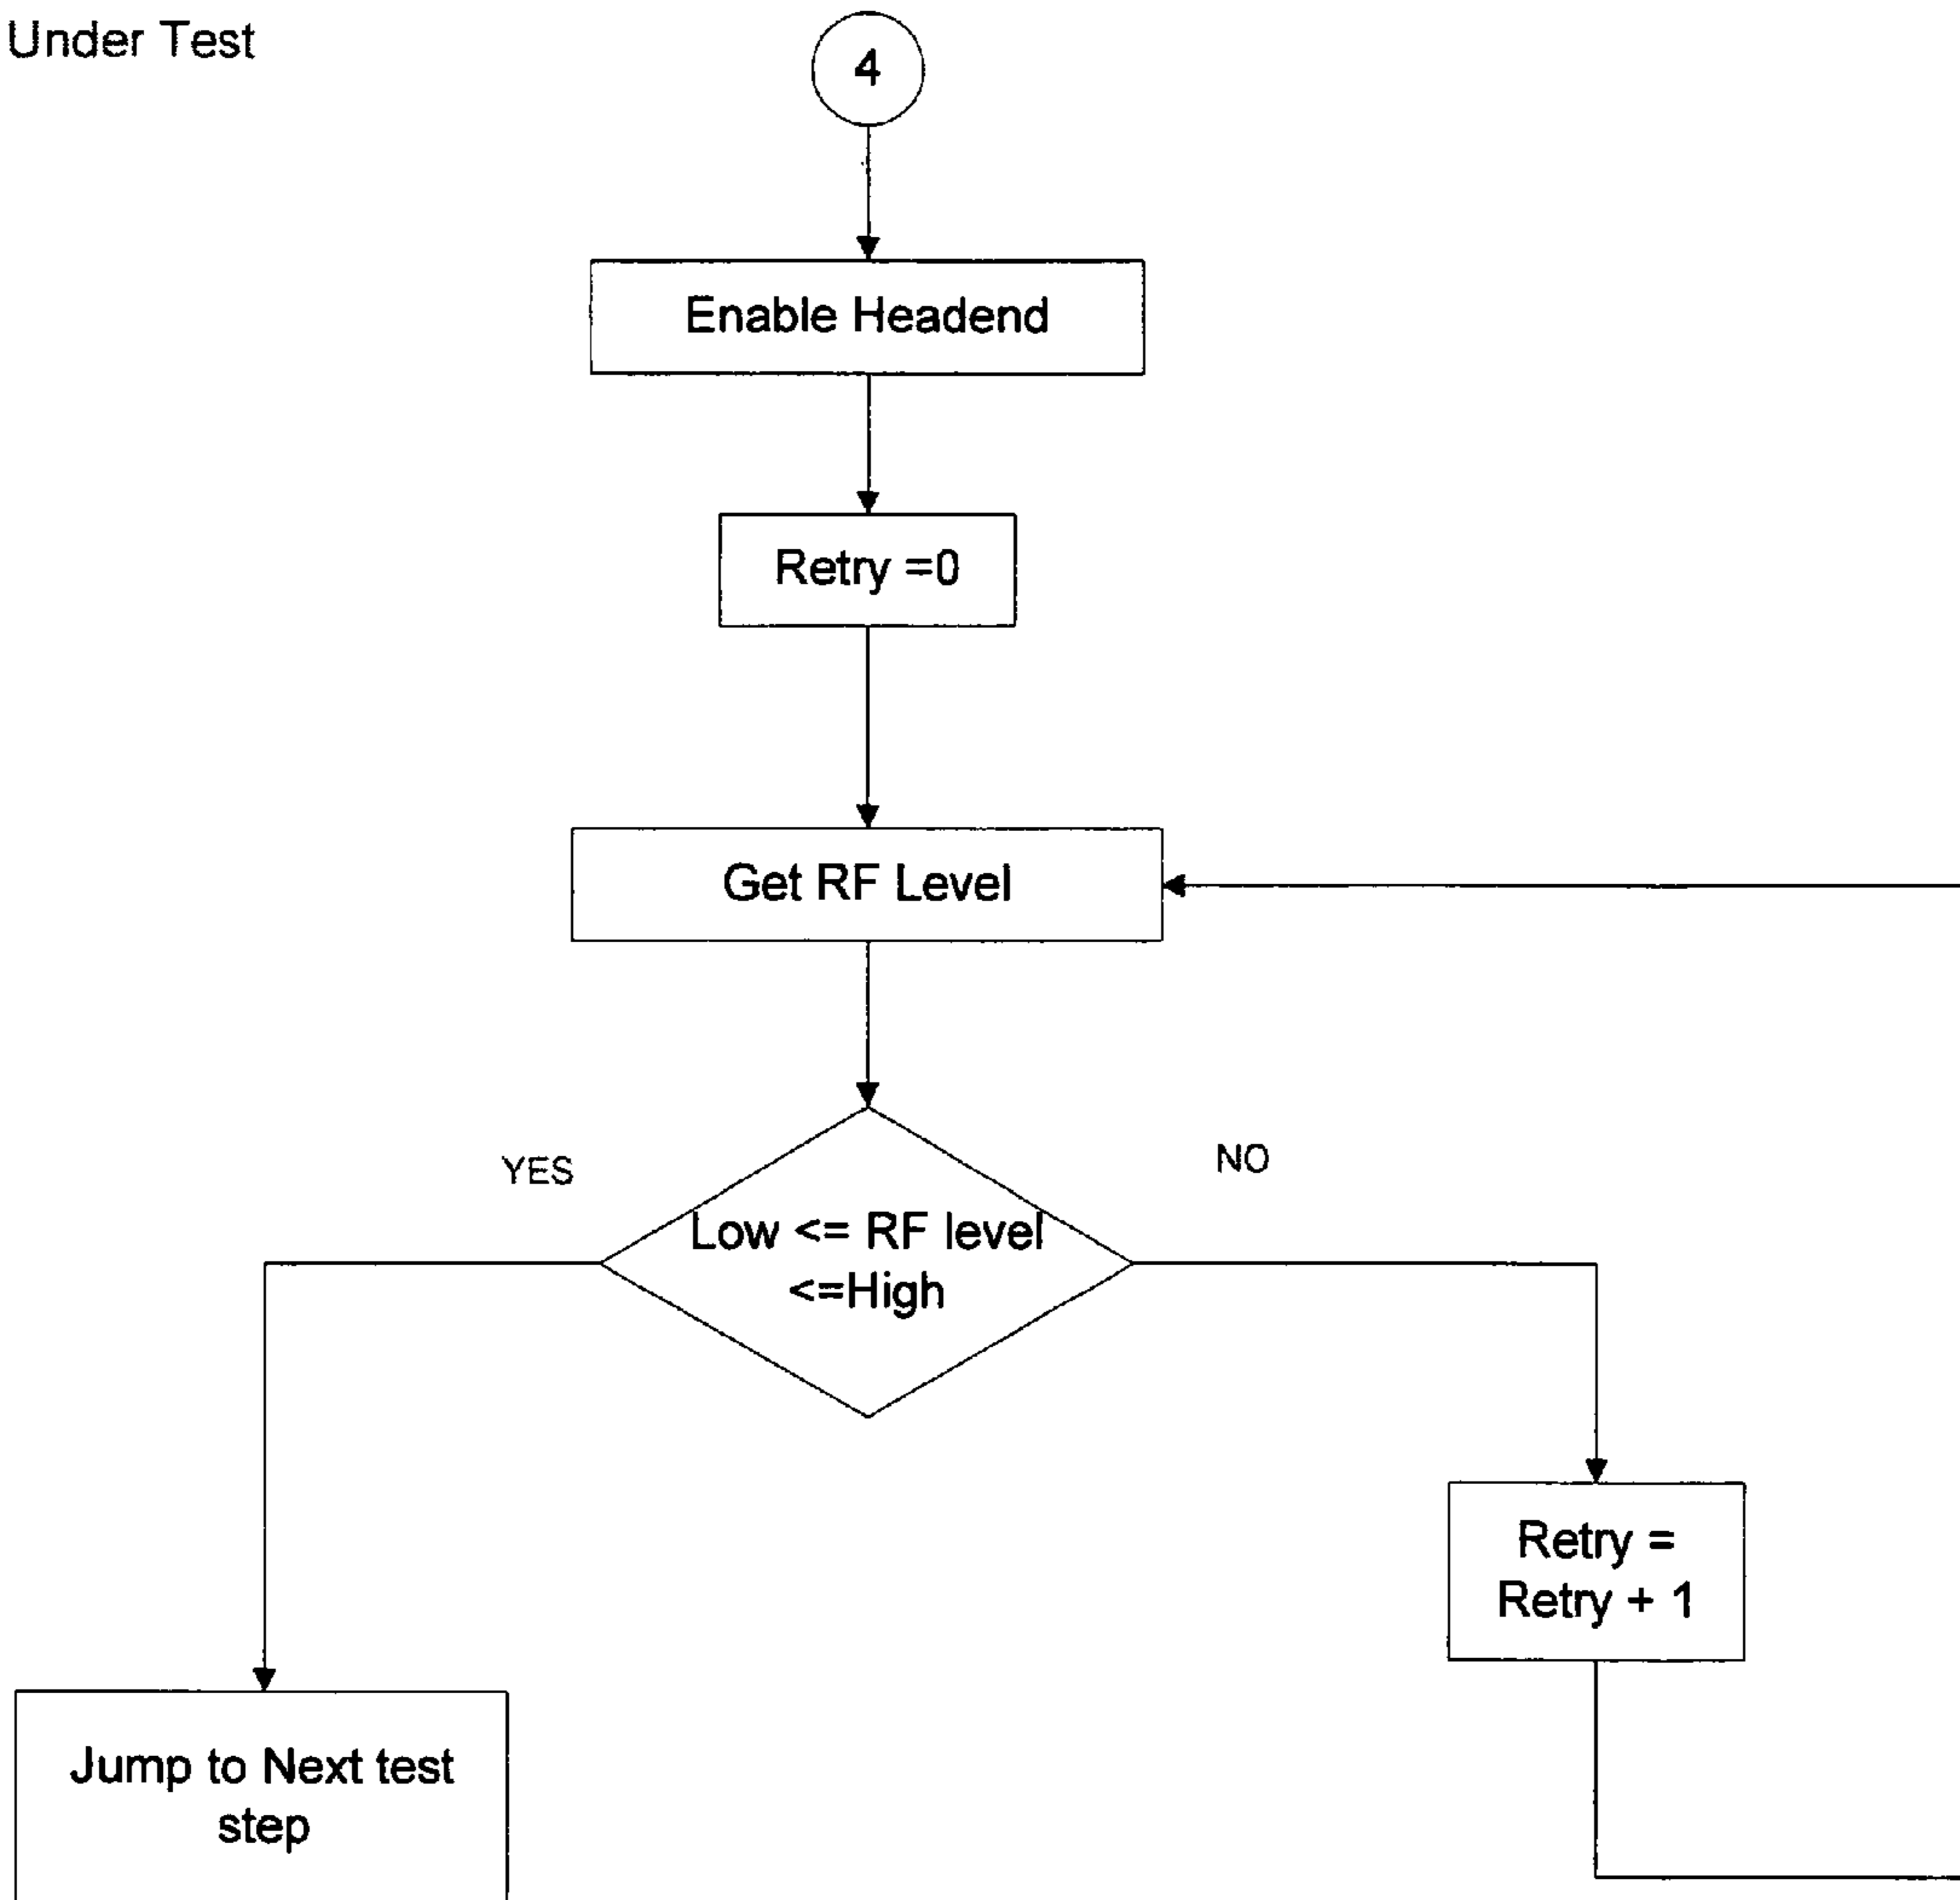 Under Test
4
Enable Headend
Retry =0
Get RF Level
YES
NO
Low <= RF level
<=High
Retry =
Retry + 1
Jump to Next test
step